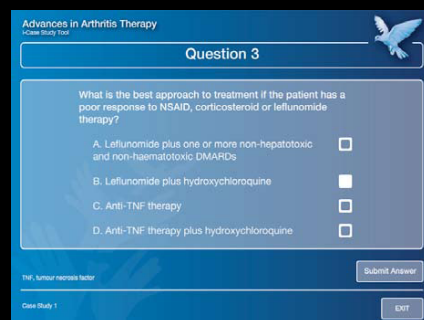 Advances in Arthritis Therapy
i-Case Study Tool
Question 3
What is the best approach to treatment if the patient has a
poor response to NSAID, corticosteroid or leflunomide
therapy?
A. Leflunomide plus one or more non-hepatotoxic
and non-haematotoxic DMARDs
B. Leflunomide plus hydroxychloroquine
C. Anti-TNF therapy
D. Anti-TNF therapy plus hydroxychloroquine
Submit Answer
TNF, tumour necrosis factor
Case Study 1
EXIT